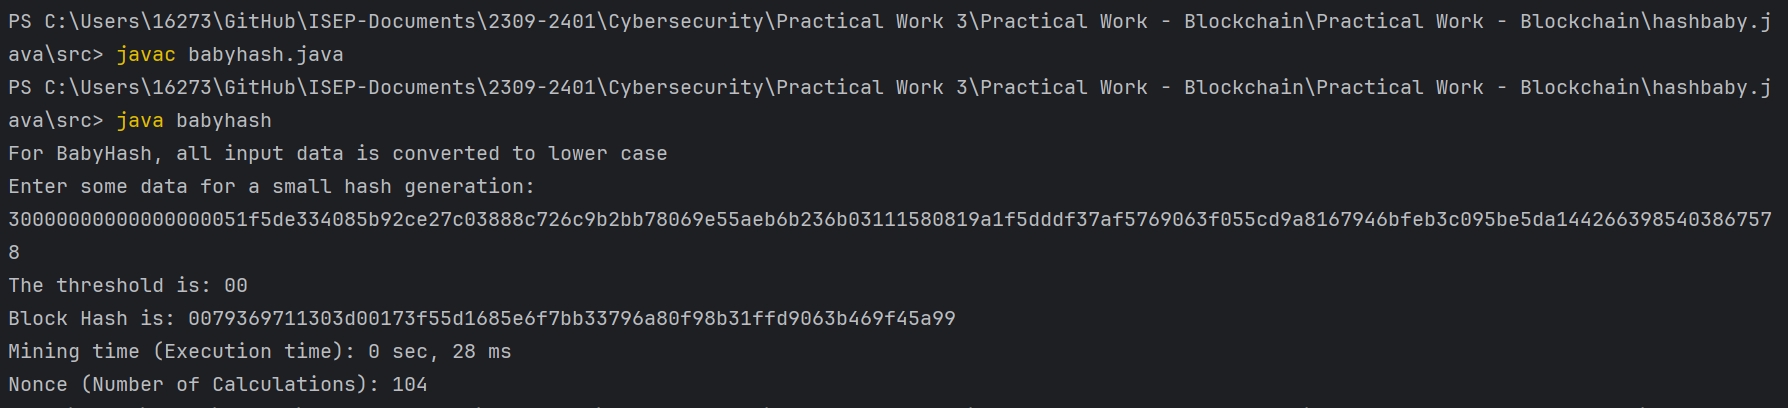 PS C:\Users\16273\GitHub\ISEP-Documents\2309-2401\Cybersecurity\Practical Work 3\Practical Work - Blockchain\Practical Work - Blockchain\hashbaby.j
ava\src> javac babyhash.java
PS C:\Users\16273\GitHub\ISEP-Documents\2309-2401\Cybersecurity\Practical Work 3\Practical Work - Blockchain\Practical Work - Blockchain\hashbaby.j
ava\src> java babyhash
For BabyHash, all input data is converted to lower case
Enter some data for a small hash generation:
30000000000000000051f5de334085b92ce27c03888c726c9b2bb78069e55aeb6b236b03111580819a1f5dddf37af5769063f055cd9a8167946bfeb3c095be5da144266398540386757
8
The threshold is: 00
Block Hash is: 0079369711303d00173f55d1685e6f7bb33796a80f98b31ffd9063b469f45a99
Mining time (Execution time): 0 sec, 28 ms
Nonce (Number of Calculations): 104